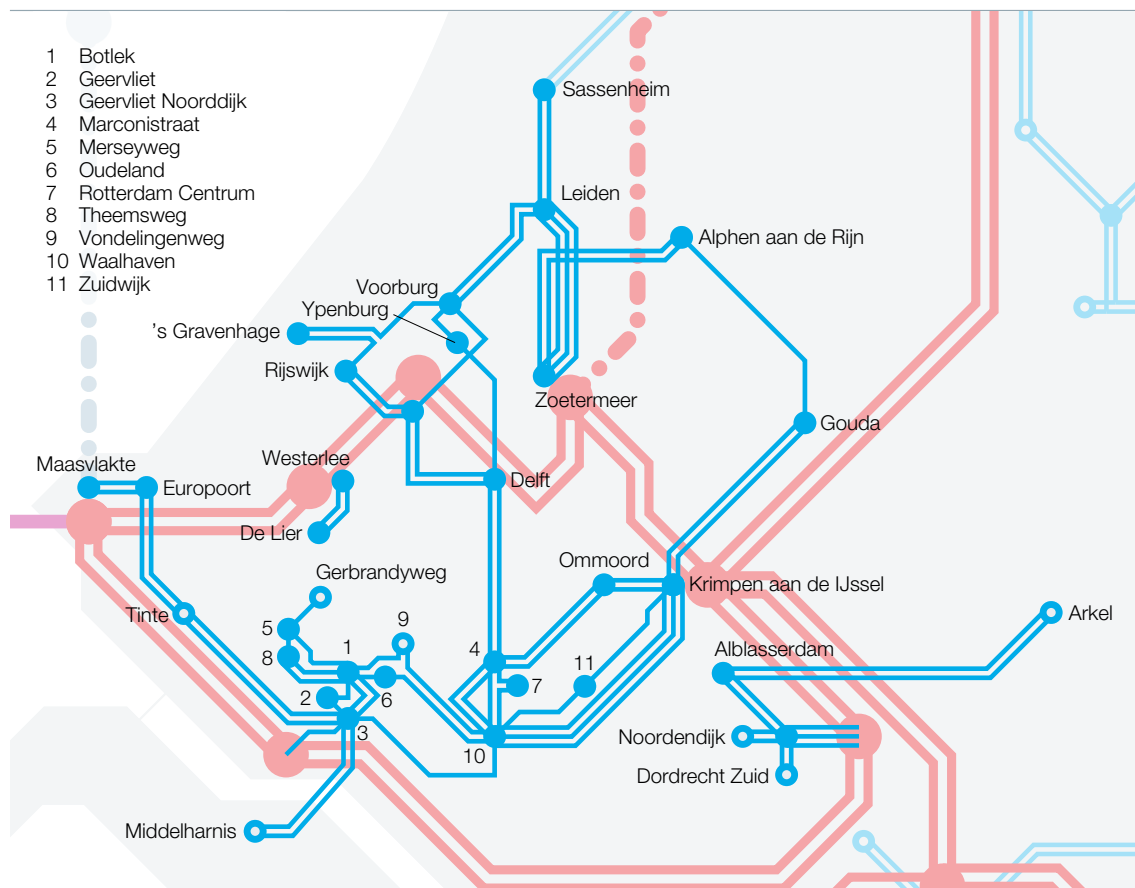 1 Botlek
2 Geervliet
3 Geervliet Noorddijk
4 Marconistraat
5 Merseyweg
6 Oudeland
7 Rotterdam Centrum
8 Theemsweg
9 Vondelingenweg
10 Waalhaven
11 Zuidwijk
Sassenheim
Leiden
Alphen aan de Rijn
Voorburg
Ypenburg
's Gravenhage
Rijswijk
Zoetermeer
Gouda
Westerlee
Maasvlakte
Europoort
Delft
De Lier
Ommoord
Gerbrandyweg
Krimpen aan de IJssel
Tinte
Arkel
5
9
8
1
4
11
Alblasserdam
2
6
7
3
10
Noordendijk
Dordrecht Zuid
Middelharnis